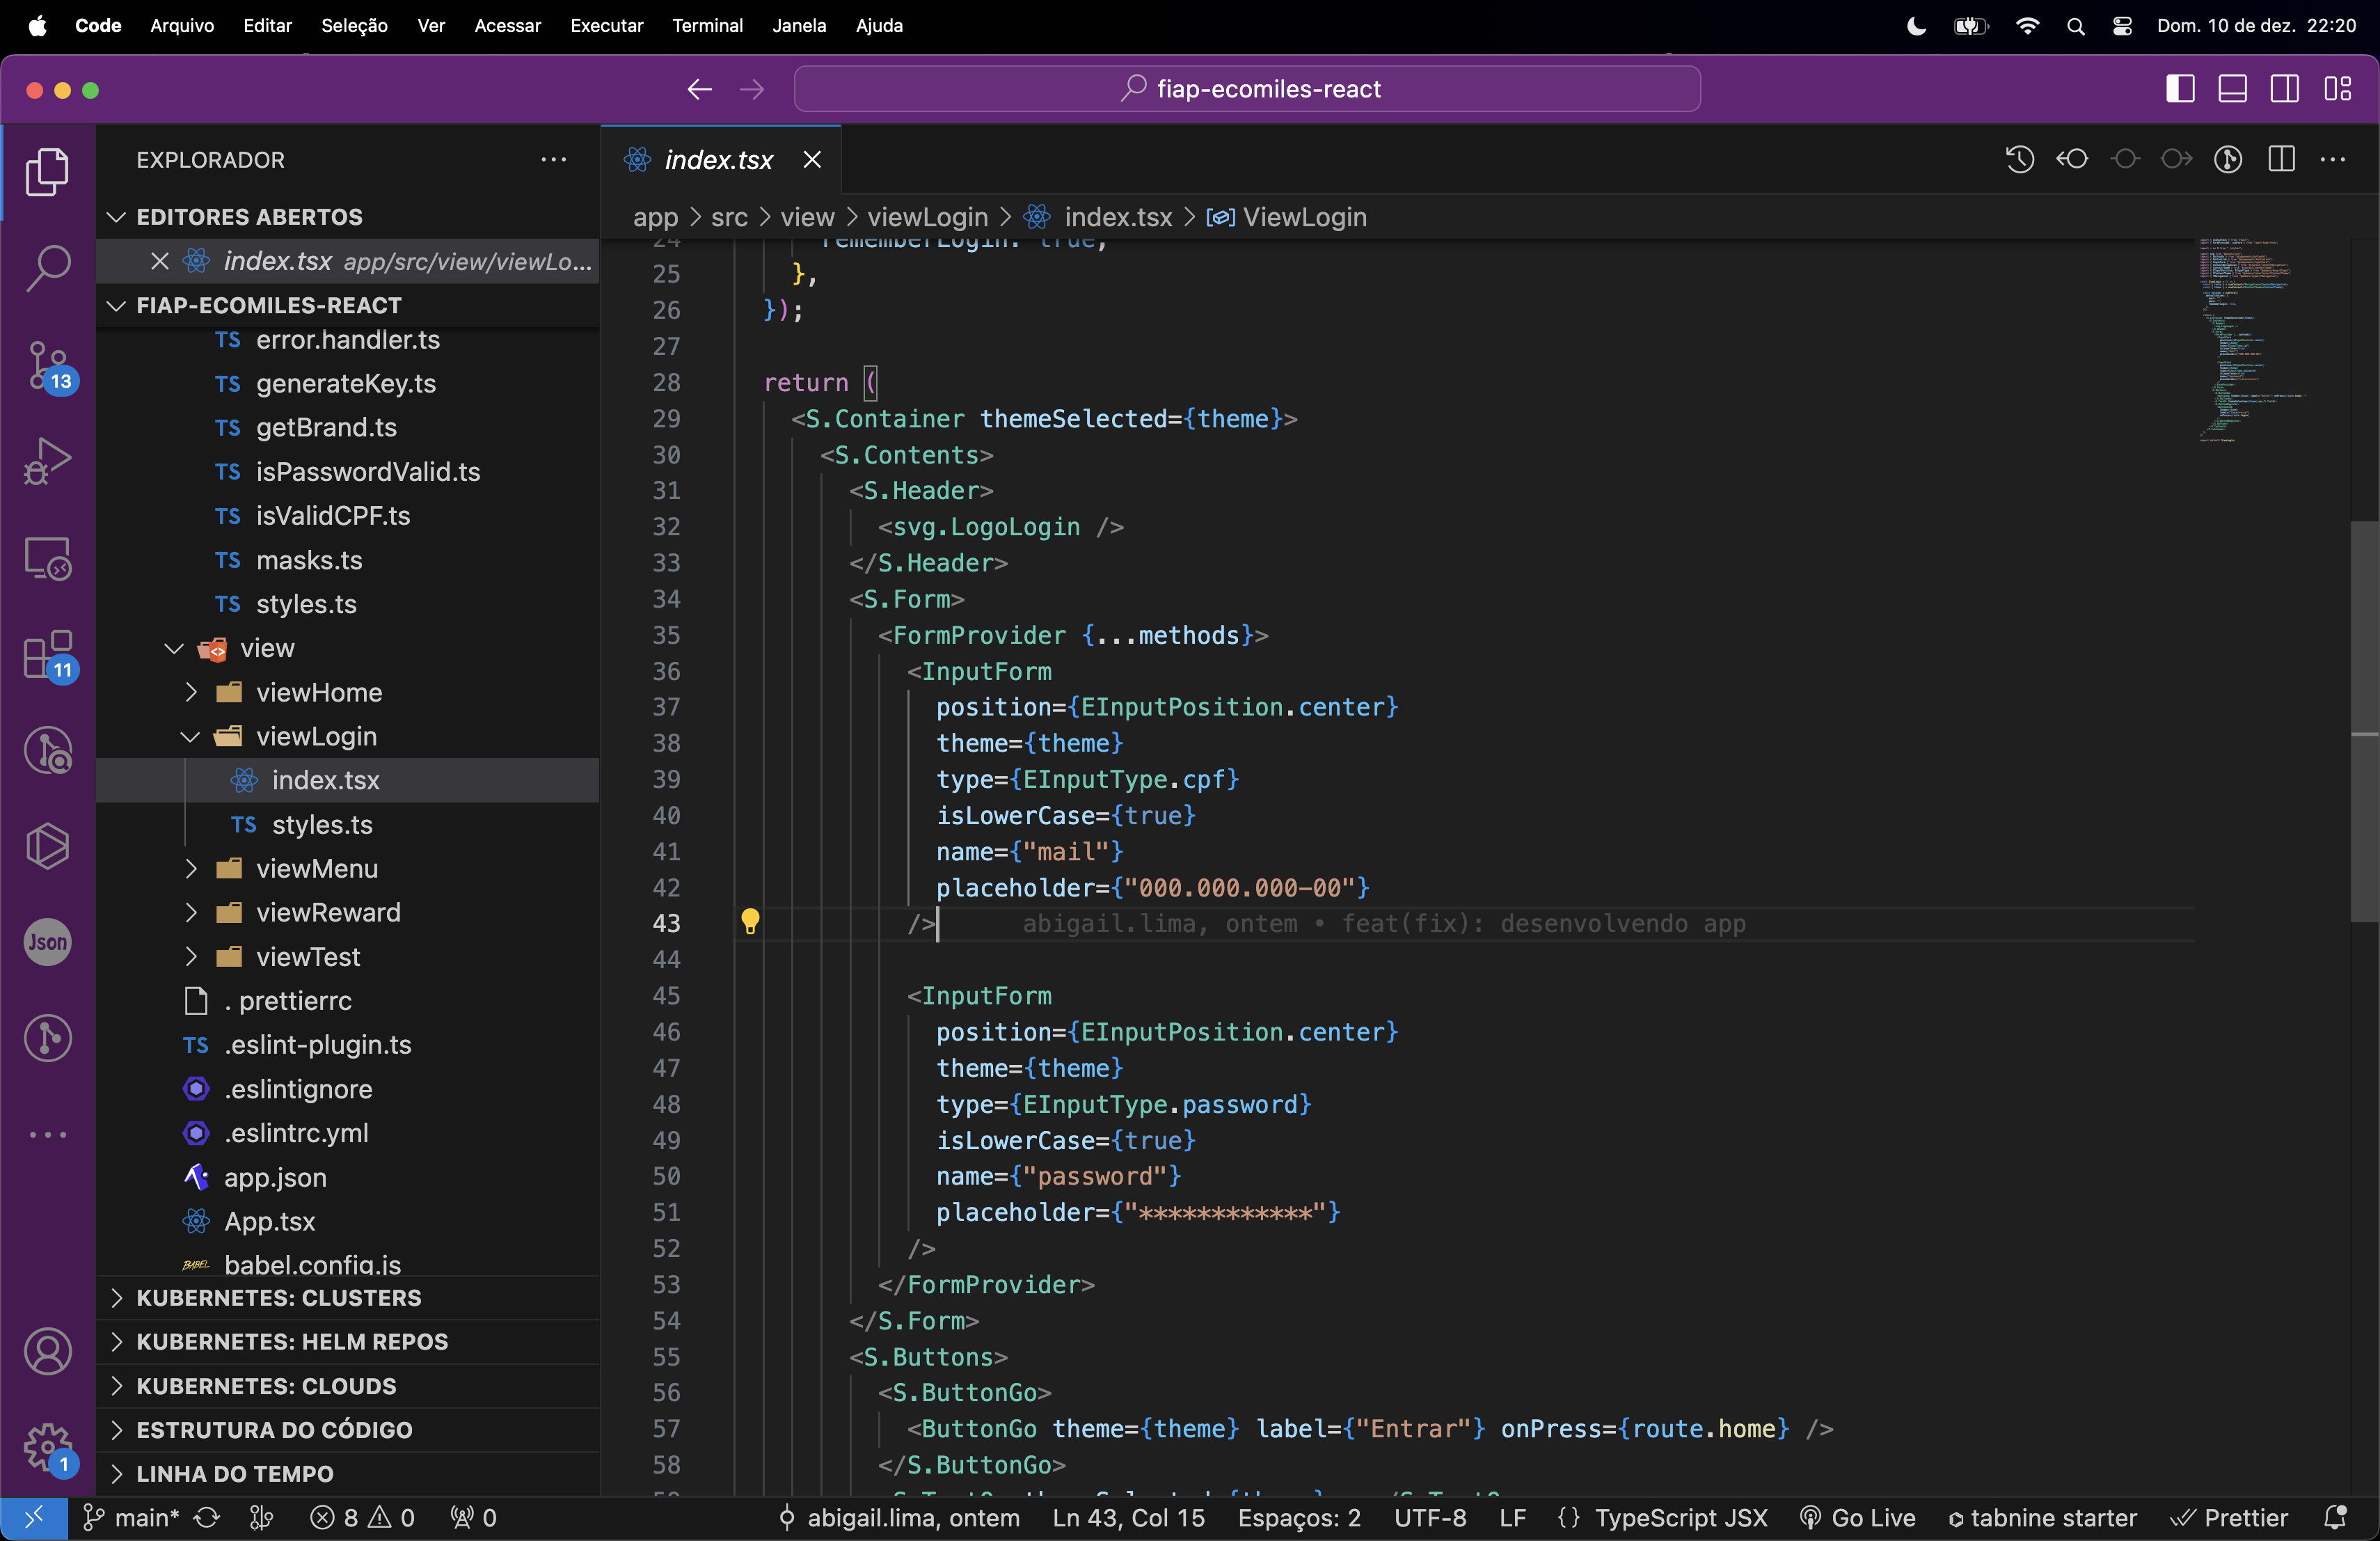 Code Arquivo Editar Seleção Ver Acessar Executar Terminal Janela Ajuda Dom. 10 de dez. 22:20
fiap-ecomiles-react
EXPLORADOR
EDITORES ABERTOS
index.tsx app/src/view/viewLo...
FIAP-ECOMILES-REACT
TS error.handler.ts
TS generateKey.ts
TS getBrand.ts
TS isPasswordValid.ts
TS isValidCPF.ts
TS masks.ts
TS styles.ts
view
viewHome
viewLogin
index.tsx
TS styles.ts
viewMenu
viewReward
viewTest
. prettierrc
TS .eslint-plugin.ts
.eslintignore
.eslintrc.yml
app.json
App.tsx
BABEL babel.config.js
KUBERNETES: CLUSTERS
KUBERNETES: HELM REPOS
KUBERNETES: CLOUDS
ESTRUTURA DO CÓDIGO
LINHA DO TEMPO
13
11
Json
1
index.tsx
app > src > view > viewLogin > index.tsx > ViewLogin
24 rememberLogin: true,
25 },
26 });
27
28 return (
29 <S.Container themeSelected={theme}>
30 <S.Contents>
31 <S.Header>
32 <svg.LogoLogin />
33 </S.Header>
34 <S.Form>
35 <FormProvider {...methods}>
36 <InputForm
37 position={EInputPosition.center}
38 theme={theme}
39 type={EInputType.cpf}
40 isLowerCase={true}
41 name={"mail"}
42 placeholder={"000.000.000-00"}
43 /> abigail.lima, ontem • feat(fix): desenvolvendo app
44
45 <InputForm
46 position={EInputPosition.center}
47 theme={theme}
48 type={EInputType.password}
49 isLowerCase={true}
50 name={"password"}
51 placeholder={"************"}
52 />
53 </FormProvider>
54 </S.Form>
55 <S.Buttons>
56 <S.ButtonGo>
57 <ButtonGo theme={theme} label={"Entrar"} onPress={route.home} />
58 </S.ButtonGo>
main* 8 0 0 abigail.lima, ontem Ln 43, Col 15 Espaços: 2 UTF-8 LF {} TypeScript JSX Go Live tabnine starter Prettier